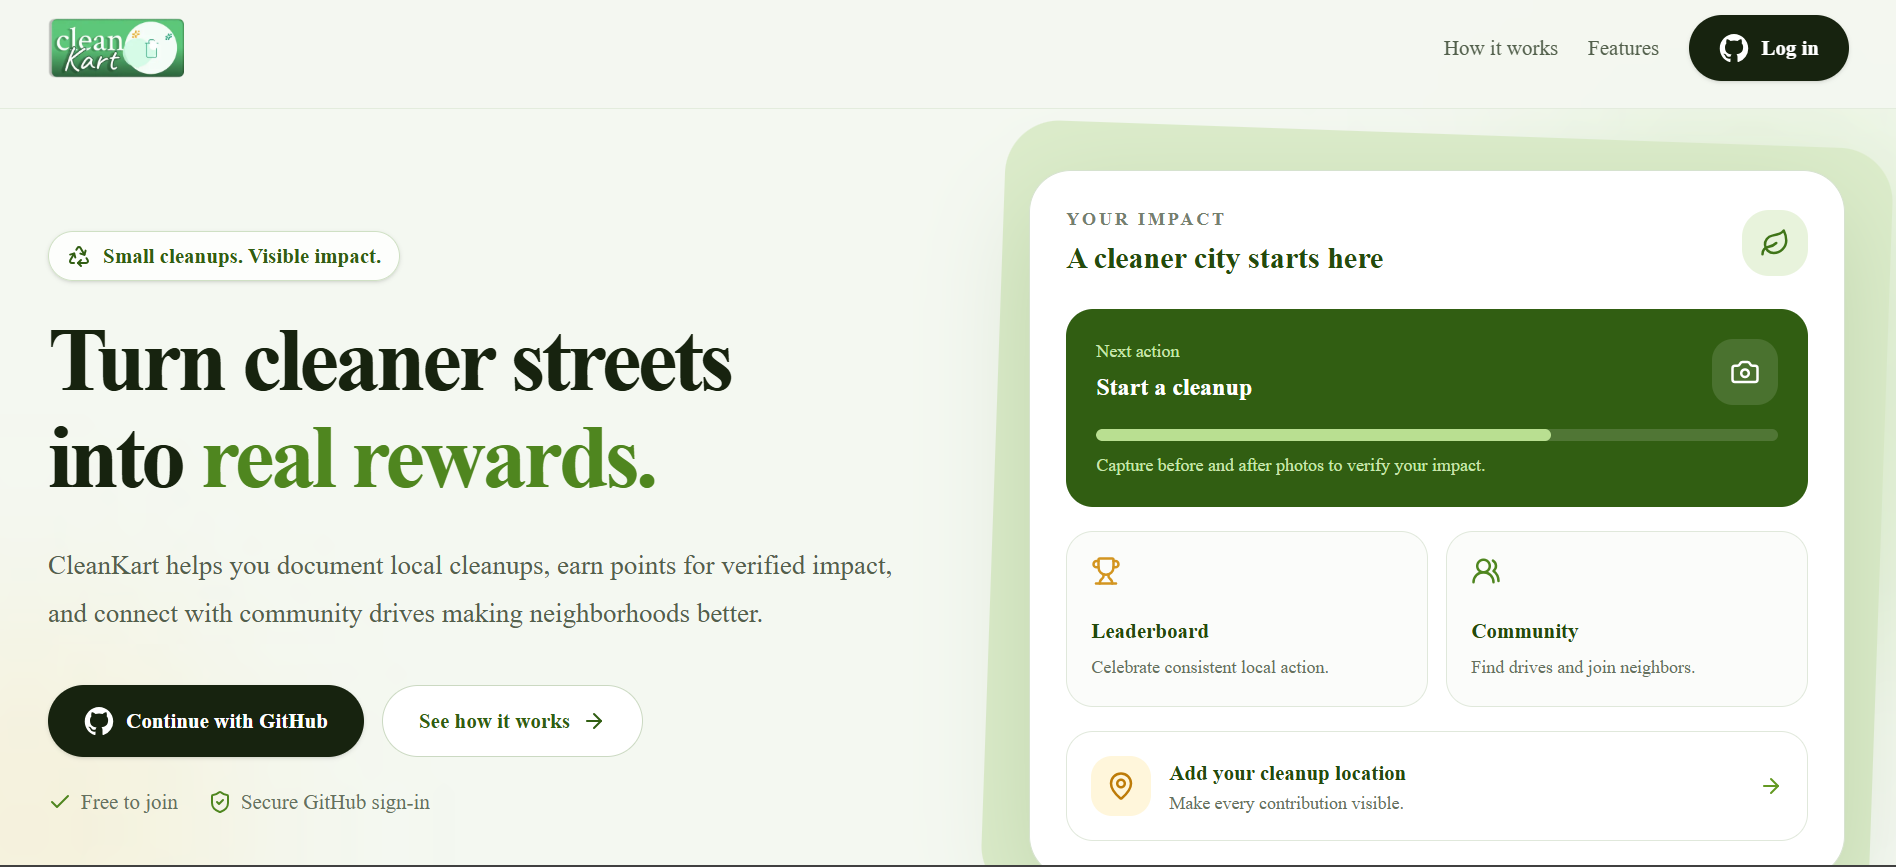 clean
Kart
How it works
Features
Log in
Small cleanups. Visible impact.
Turn cleaner streets
into real rewards.
CleanKart helps you document local cleanups, earn points for verified impact,
and connect with community drives making neighborhoods better.
Continue with GitHub
See how it works
Free to join
Secure GitHub sign-in
YOUR IMPACT
A cleaner city starts here
Next action
Start a cleanup
Capture before and after photos to verify your impact.
Leaderboard
Celebrate consistent local action.
Community
Find drives and join neighbors.
Add your cleanup location
Make every contribution visible.